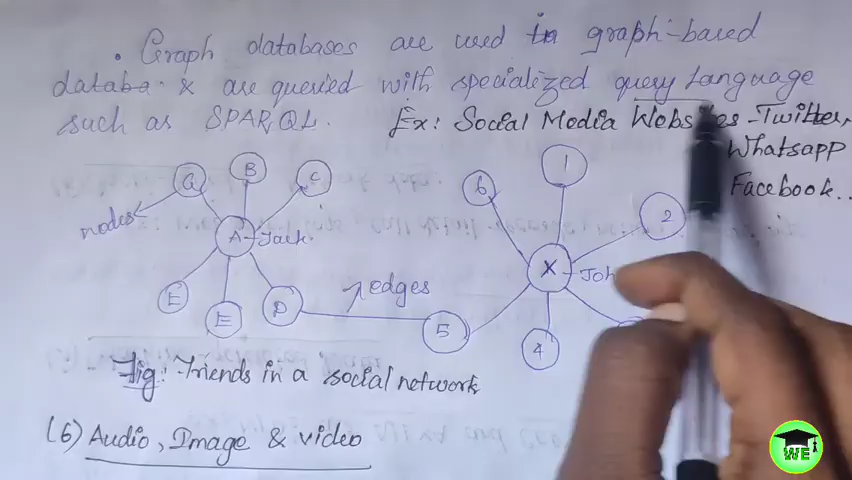 . Graph databases are used in graph-based
databa. & are queried with specialized query Language
such as SPARQL. Ex: Social Media Websites - Twitter,
Whatsapp
Facebook..
G B C
nodes
A - Jack.
E E D
edges
1
6 2
X
5 4
Fig: Friends in a social network
(6) Audio, Image & video
WE